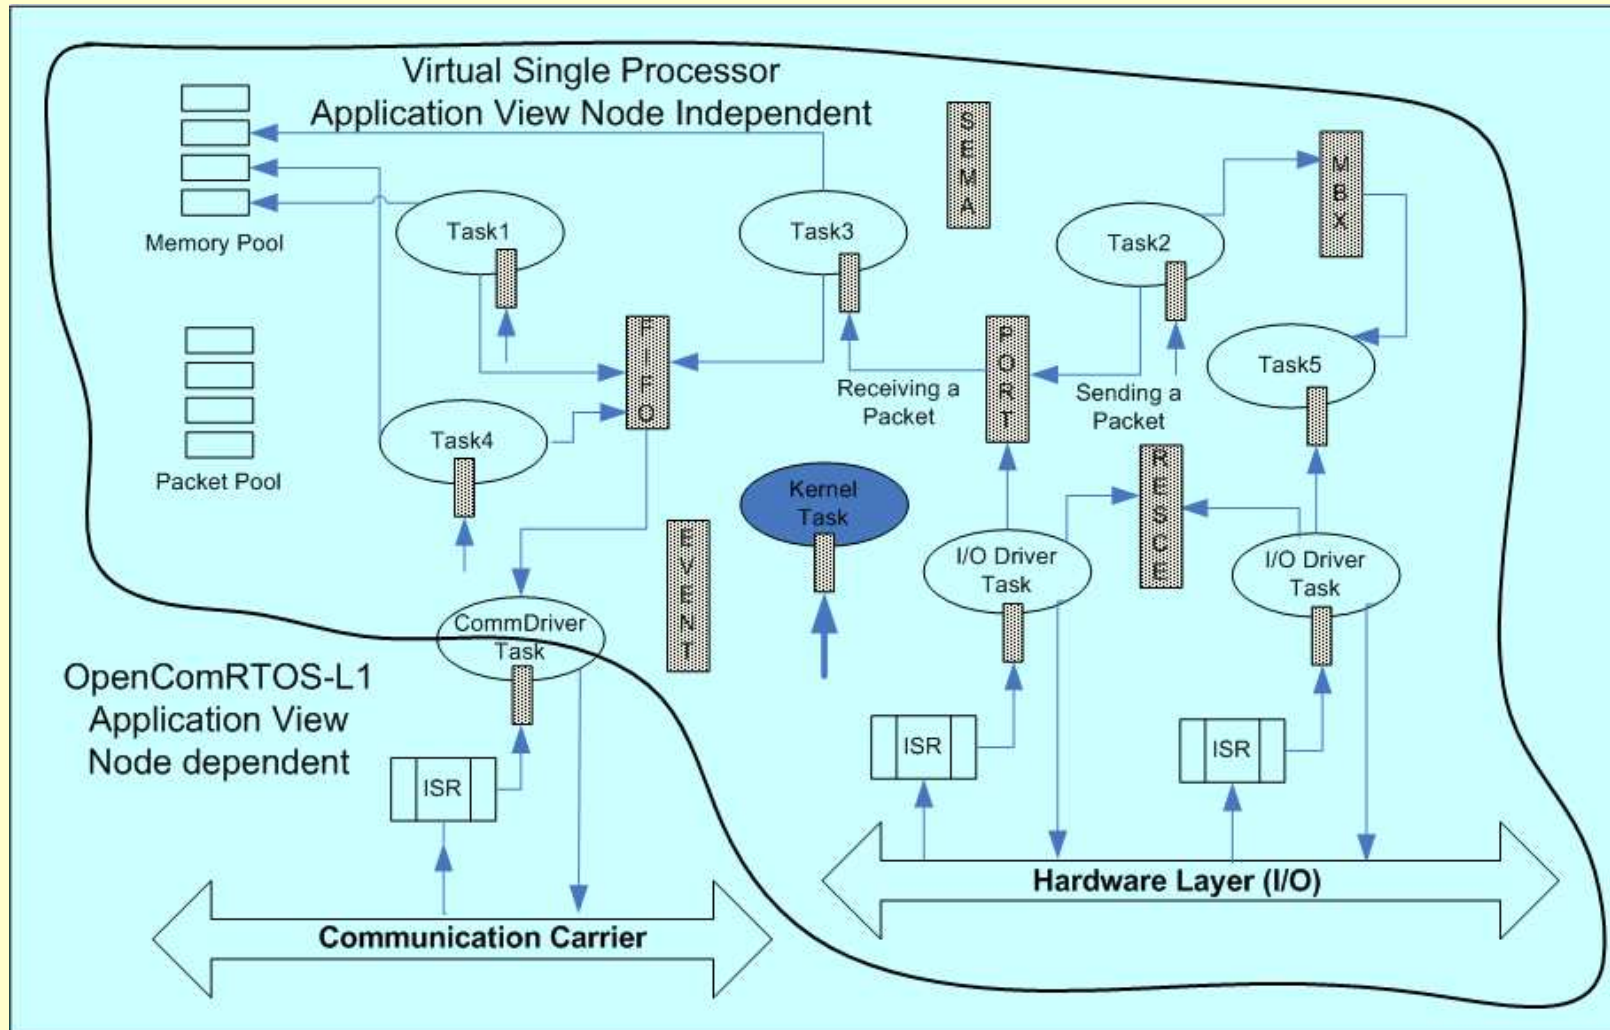 Virtual Single Processor
Application View Node Independent
SEMA
MBX
Task1
Task3
Task2
Memory Pool
FIFO
PORT
Task5
Receiving a
Packet
Sending a
Packet
Task4
Packet Pool
Kernel
Task
RESCE
EVENT
I/O Driver
Task
I/O Driver
Task
CommDriver
Task
OpenComRTOS-L1
Application View
Node dependent
ISR
ISR
ISR
Hardware Layer (I/O)
Communication Carrier